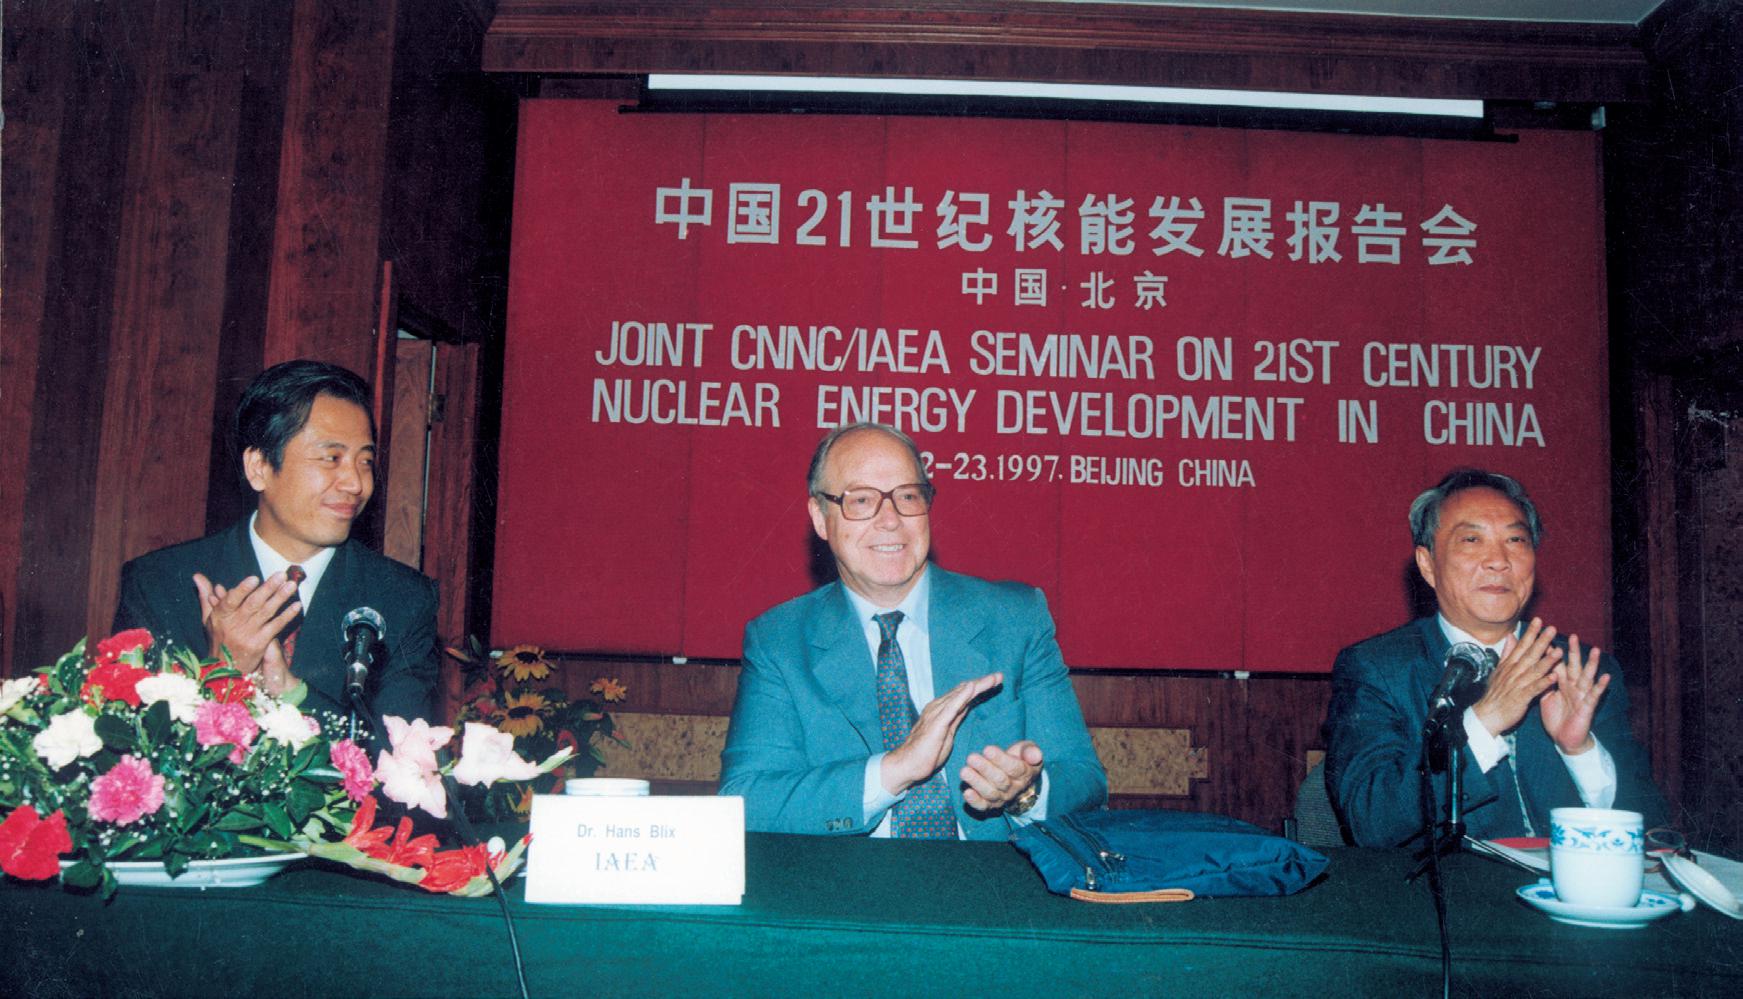 中国21世纪核能发展报告会
中国·北京
JOINT CNNC/IAEA SEMINAR ON 21ST CENTURY
NUCLEAR ENERGY DEVELOPMENT IN CHINA
2-23.1997. BEIJING CHINA
Dr. Hans Blix
IAEA